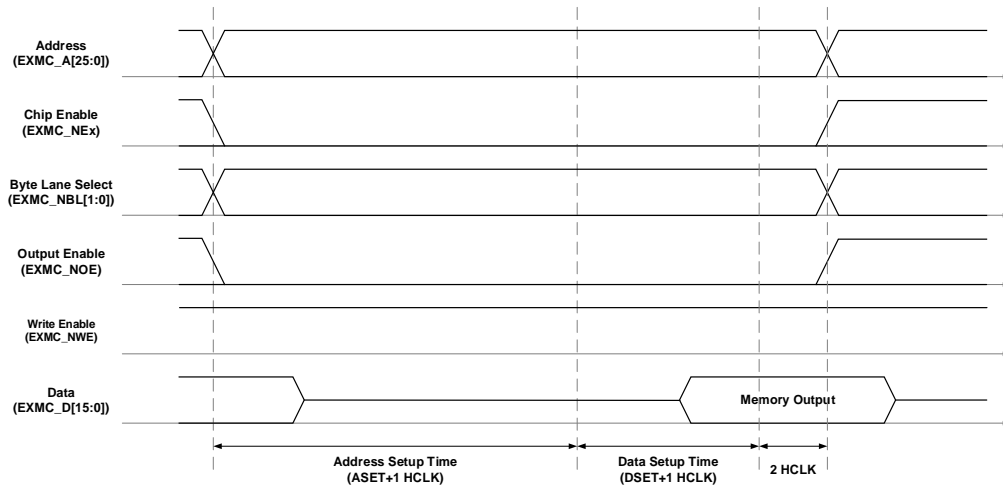 Address
(EXMC_A[25:0])
Chip Enable
(EXMC_NEx)
Byte Lane Select
(EXMC_NBL[1:0])
Output Enable
(EXMC_NOE)
Write Enable
(EXMC_NWE)
Data
(EXMC_D[15:0])
Memory Output
Address Setup Time
(ASET+1 HCLK)
Data Setup Time
(DSET+1 HCLK)
2 HCLK